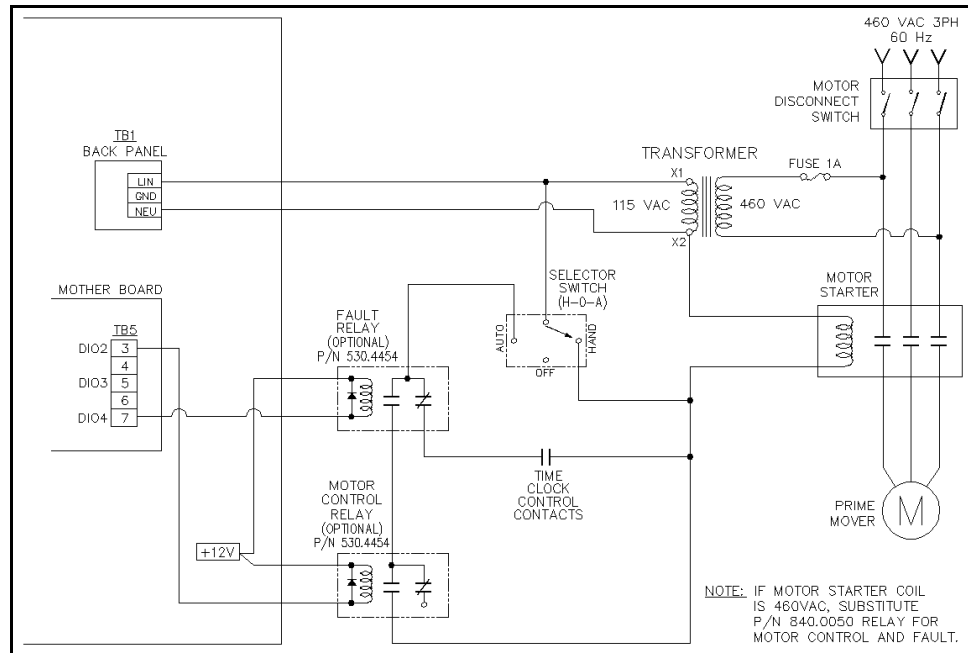 460 VAC 3PH
60 Hz
MOTOR
DISCONNECT
SWITCH
TB1
BACK PANEL
LIN
GND
NEU
TRANSFORMER
FUSE 1A
X1
115 VAC
460 VAC
X2
MOTHER BOARD
TB5
DIO2 3
4
DIO3 5
6
DIO4 7
FAULT
RELAY
(OPTIONAL)
P/N 530.4454
SELECTOR
SWITCH
(H-O-A)
AUTO
HAND
OFF
MOTOR
STARTER
TIME
CLOCK
CONTROL
CONTACTS
MOTOR
CONTROL
RELAY
(OPTIONAL)
P/N 530.4454
+12V
PRIME
MOVER
M
NOTE: IF MOTOR STARTER COIL
IS 460VAC, SUBSTITUTE
P/N 840.0050 RELAY FOR
MOTOR CONTROL AND FAULT.